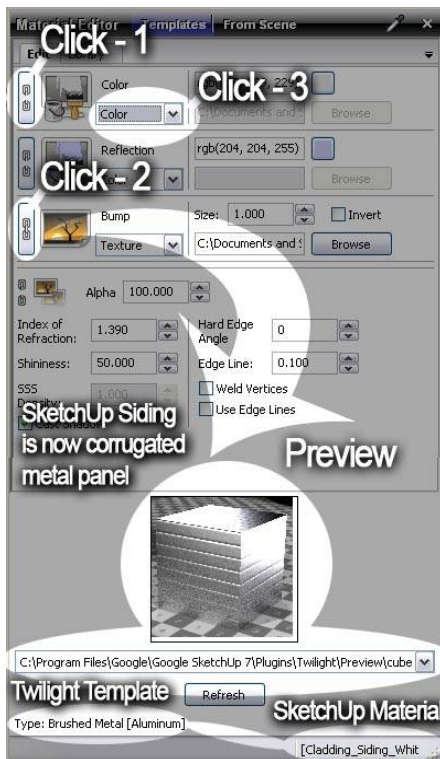 Material Editor Templates From Scene
Click - 1
Color
Click - 3
Color
Browse
Reflection rgb(204, 204, 255)
Click - 2
Browse
Bump Size: 1.000 Invert
Texture C:\Documents and S Browse
Alpha 100.000
Index of Refraction: 1.390 Hard Edge Angle 0
Shininess: 50.000 Edge Line: 0.100
SSS 1.000 Weld Vertices
Use Edge Lines
SketchUp Siding
is now corrugated
metal panel
Preview
C:\Program Files\Google\Google SketchUp 7\Plugins\Twilight\Preview\cube
Twilight Template Refresh
SketchUp Materia
Type: Brushed Metal [Aluminum]
[Cladding_Siding_Whit